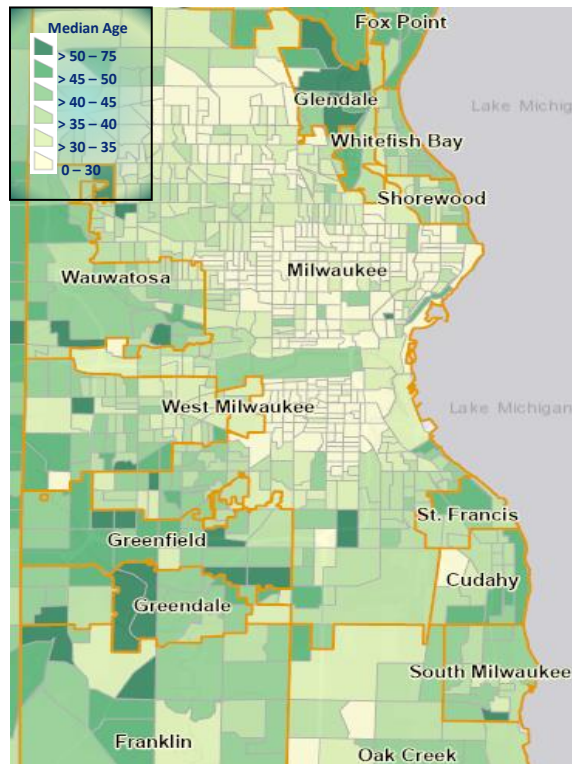 Median Age
> 50 – 75
> 45 – 50
> 40 – 45
> 35 – 40
> 30 – 35
0 – 30
Fox Point
Glendale
Lake Michig
Whitefish Bay
Shorewood
Wauwatosa
Milwaukee
West Milwaukee
Lake Michigan
St. Francis
Greenfield
Cudahy
Greendale
South Milwaukee
Franklin
Oak Creek